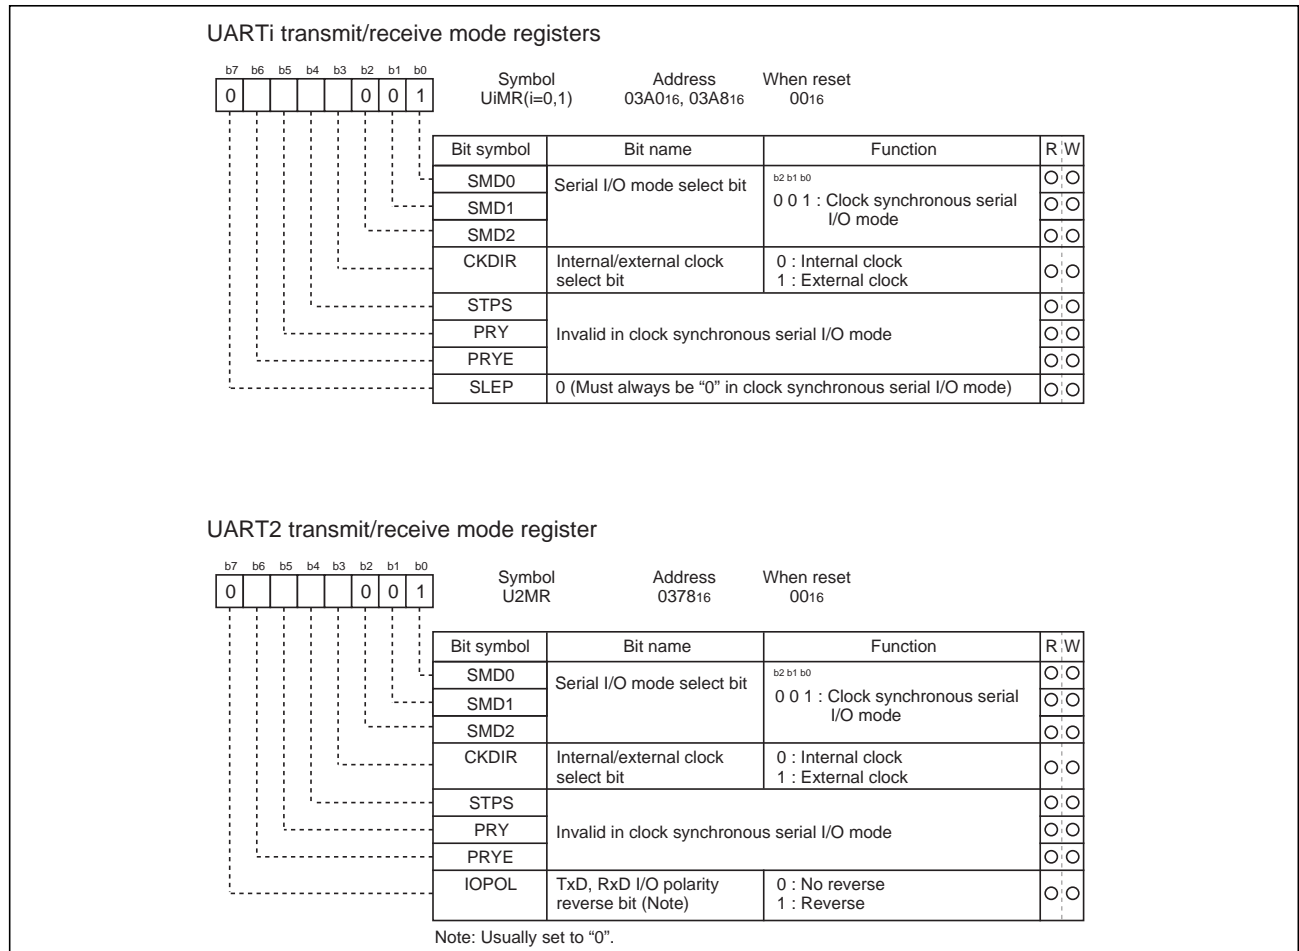 UARTi transmit/receive mode registers
b7 b6 b5 b4 b3 b2 b1 b0
Symbol Address When reset
0 0 0 1
UiMR(i=0,1) 03A016, 03A816 0016
Bit symbol Bit name Function R W
SMD0 Serial I/O mode select bit b2 b1 b0
SMD1 0 0 1 : Clock synchronous serial
I/O mode
SMD2
CKDIR Internal/external clock 0 : Internal clock
select bit 1 : External clock
STPS
PRY Invalid in clock synchronous serial I/O mode
PRYE
SLEP 0 (Must always be “0” in clock synchronous serial I/O mode)
UART2 transmit/receive mode register
b7 b6 b5 b4 b3 b2 b1 b0
Symbol Address When reset
0 0 0 1
U2MR 037816 0016
Bit symbol Bit name Function R W
SMD0 Serial I/O mode select bit b2 b1 b0
SMD1 0 0 1 : Clock synchronous serial
I/O mode
SMD2
CKDIR Internal/external clock 0 : Internal clock
select bit 1 : External clock
STPS
PRY Invalid in clock synchronous serial I/O mode
PRYE
IOPOL TxD, RxD I/O polarity 0 : No reverse
reverse bit (Note) 1 : Reverse
Note: Usually set to “0”.